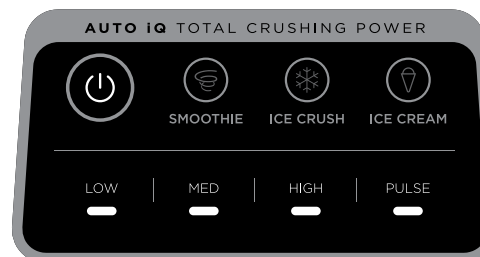 AUTO iQ TOTAL CRUSHING POWER
SMOOTHIE ICE CRUSH ICE CREAM
LOW MED HIGH PULSE